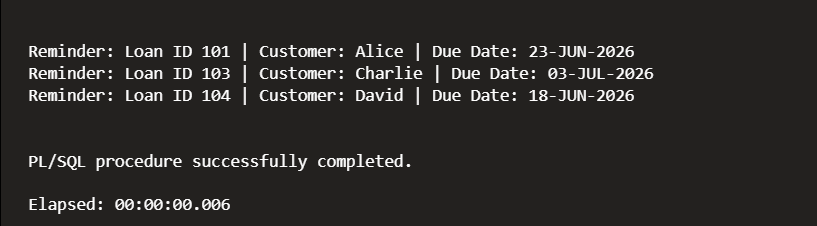 Reminder: Loan ID 101 | Customer: Alice | Due Date: 23-JUN-2026
Reminder: Loan ID 103 | Customer: Charlie | Due Date: 03-JUL-2026
Reminder: Loan ID 104 | Customer: David | Due Date: 18-JUN-2026
PL/SQL procedure successfully completed.
Elapsed: 00:00:00.006